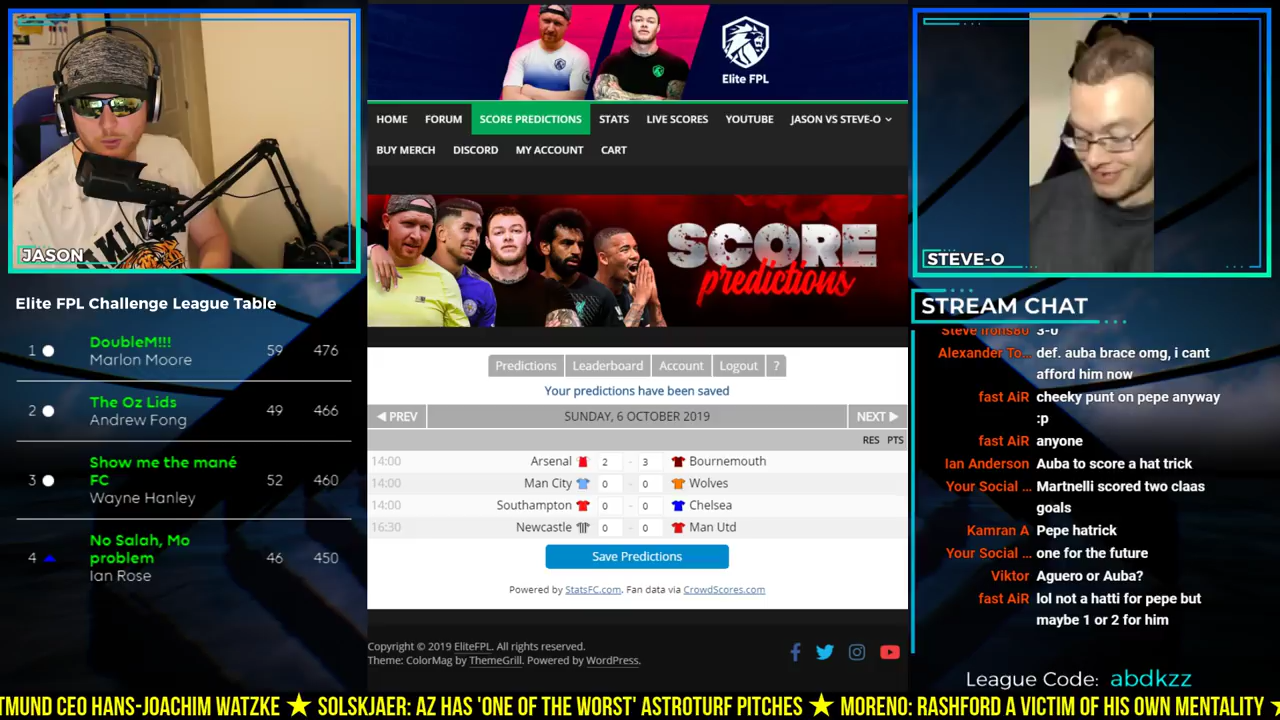 JASON
Elite FPL Challenge League Table
1 DoubleM!!! 59 476
Marlon Moore
2 The Oz Lids 49 466
Andrew Fong
3 Show me the mané FC 52 460
Wayne Hanley
4 No Salah, Mo problem 46 450
Ian Rose
Elite FPL
HOME FORUM SCORE PREDICTIONS STATS LIVE SCORES YOUTUBE JASON VS STEVE-O
BUY MERCH DISCORD MY ACCOUNT CART
SCORE
predictions
Predictions Leaderboard Account Logout ?
Your predictions have been saved
◀ PREV SUNDAY, 6 OCTOBER 2019 NEXT ▶
RES PTS
14:00 Arsenal 2 - 3 Bournemouth
14:00 Man City 0 - 0 Wolves
14:00 Southampton 0 - 0 Chelsea
16:30 Newcastle 0 - 0 Man Utd
Save Predictions
Powered by StatsFC.com. Fan data via CrowdScores.com
Copyright © 2019 EliteFPL. All rights reserved.
Theme: ColorMag by ThemeGrill. Powered by WordPress.
STEVE-O
STREAM CHAT
Steve Irons80 3-0
Alexander To... def. auba brace omg, i cant
afford him now
fast AiR cheeky punt on pepe anyway
:p
fast AiR anyone
Ian Anderson Auba to score a hat trick
Your Social ... Martnelli scored two claas
goals
Kamran A Pepe hatrick
Your Social ... one for the future
Viktor Aguero or Auba?
fast AiR lol not a hatti for pepe but
maybe 1 or 2 for him
League Code: abdkzz
TMUND CEO HANS-JOACHIM WATZKE ★ SOLSKJAER: AZ HAS 'ONE OF THE WORST' ASTROTURF PITCHES ★ MORENO: RASHFORD A VICTIM OF HIS OWN MENTALITY